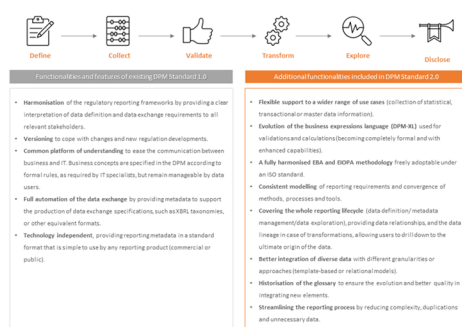 Define
Collect
Validate
Transform
Explore
Disclose
Functionalities and features of existing DPM Standard 1.0
• Harmonisation of the regulatory reporting frameworks by providing a clear
interpretation of data definition and data exchange requirements to all
relevant stakeholders.
• Versioning to cope with changes and new regulation developments.
• Common platform of understanding to ease the communication between
business and IT. Business concepts are specified in the DPM according to
formal rules, as required by IT specialists, but remain manageable by data
users.
• Full automation of the data exchange by providing metadata to support
the production of data exchange specifications, such as XBRL taxonomies,
or other equivalent formats.
• Technology independent, providing reporting metadata in a standard
format that is simple to use by any reporting product (commercial or
public).
Additional functionalities included in DPM Standard 2.0
• Flexible support to a wider range of use cases (collection of statistical,
transactional or master data information).
• Evolution of the business expressions language (DPM-XL) used for
validations and calculations (becoming completely formal and with
enhanced capabilities).
• A fully harmonised EBA and EIOPA methodology freely adoptable under
an ISO standard.
• Consistent modelling of reporting requirements and convergence of
methods, processes and tools.
• Covering the whole reporting lifecycle (data definition/ metadata
management/data exploration), providing data relationships, and the data
lineage in case of transformations, allowing users to drill down to the
ultimate origin of the data.
• Better integration of diverse data with different granularities or
approaches (template-based or relational models).
• Historisation of the glossary to ensure the evolution and better quality in
integrating new elements.
• Streamlining the reporting process by reducing complexity, duplications
and unnecessary data.